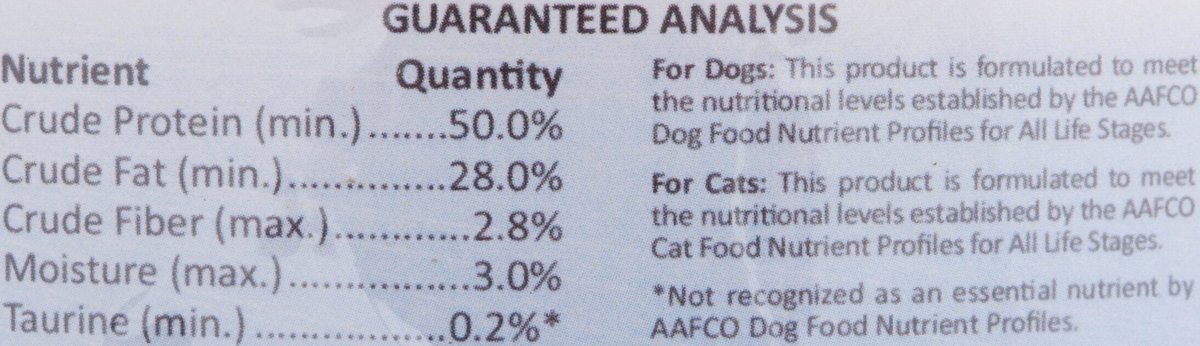 GUARANTEED ANALYSIS
Nutrient Quantity
Crude Protein (min.).......50.0%
Crude Fat (min.)..............28.0%
Crude Fiber (max.)............2.8%
Moisture (max.)................3.0%
Taurine (min.) .................0.2%*
For Dogs: This product is formulated to meet
the nutritional levels established by the AAFCO
Dog Food Nutrient Profiles for All Life Stages.
For Cats: This product is formulated to meet
the nutritional levels established by the AAFCO
Cat Food Nutrient Profiles for All Life Stages.
*Not recognized as an essential nutrient by
AAFCO Dog Food Nutrient Profiles.